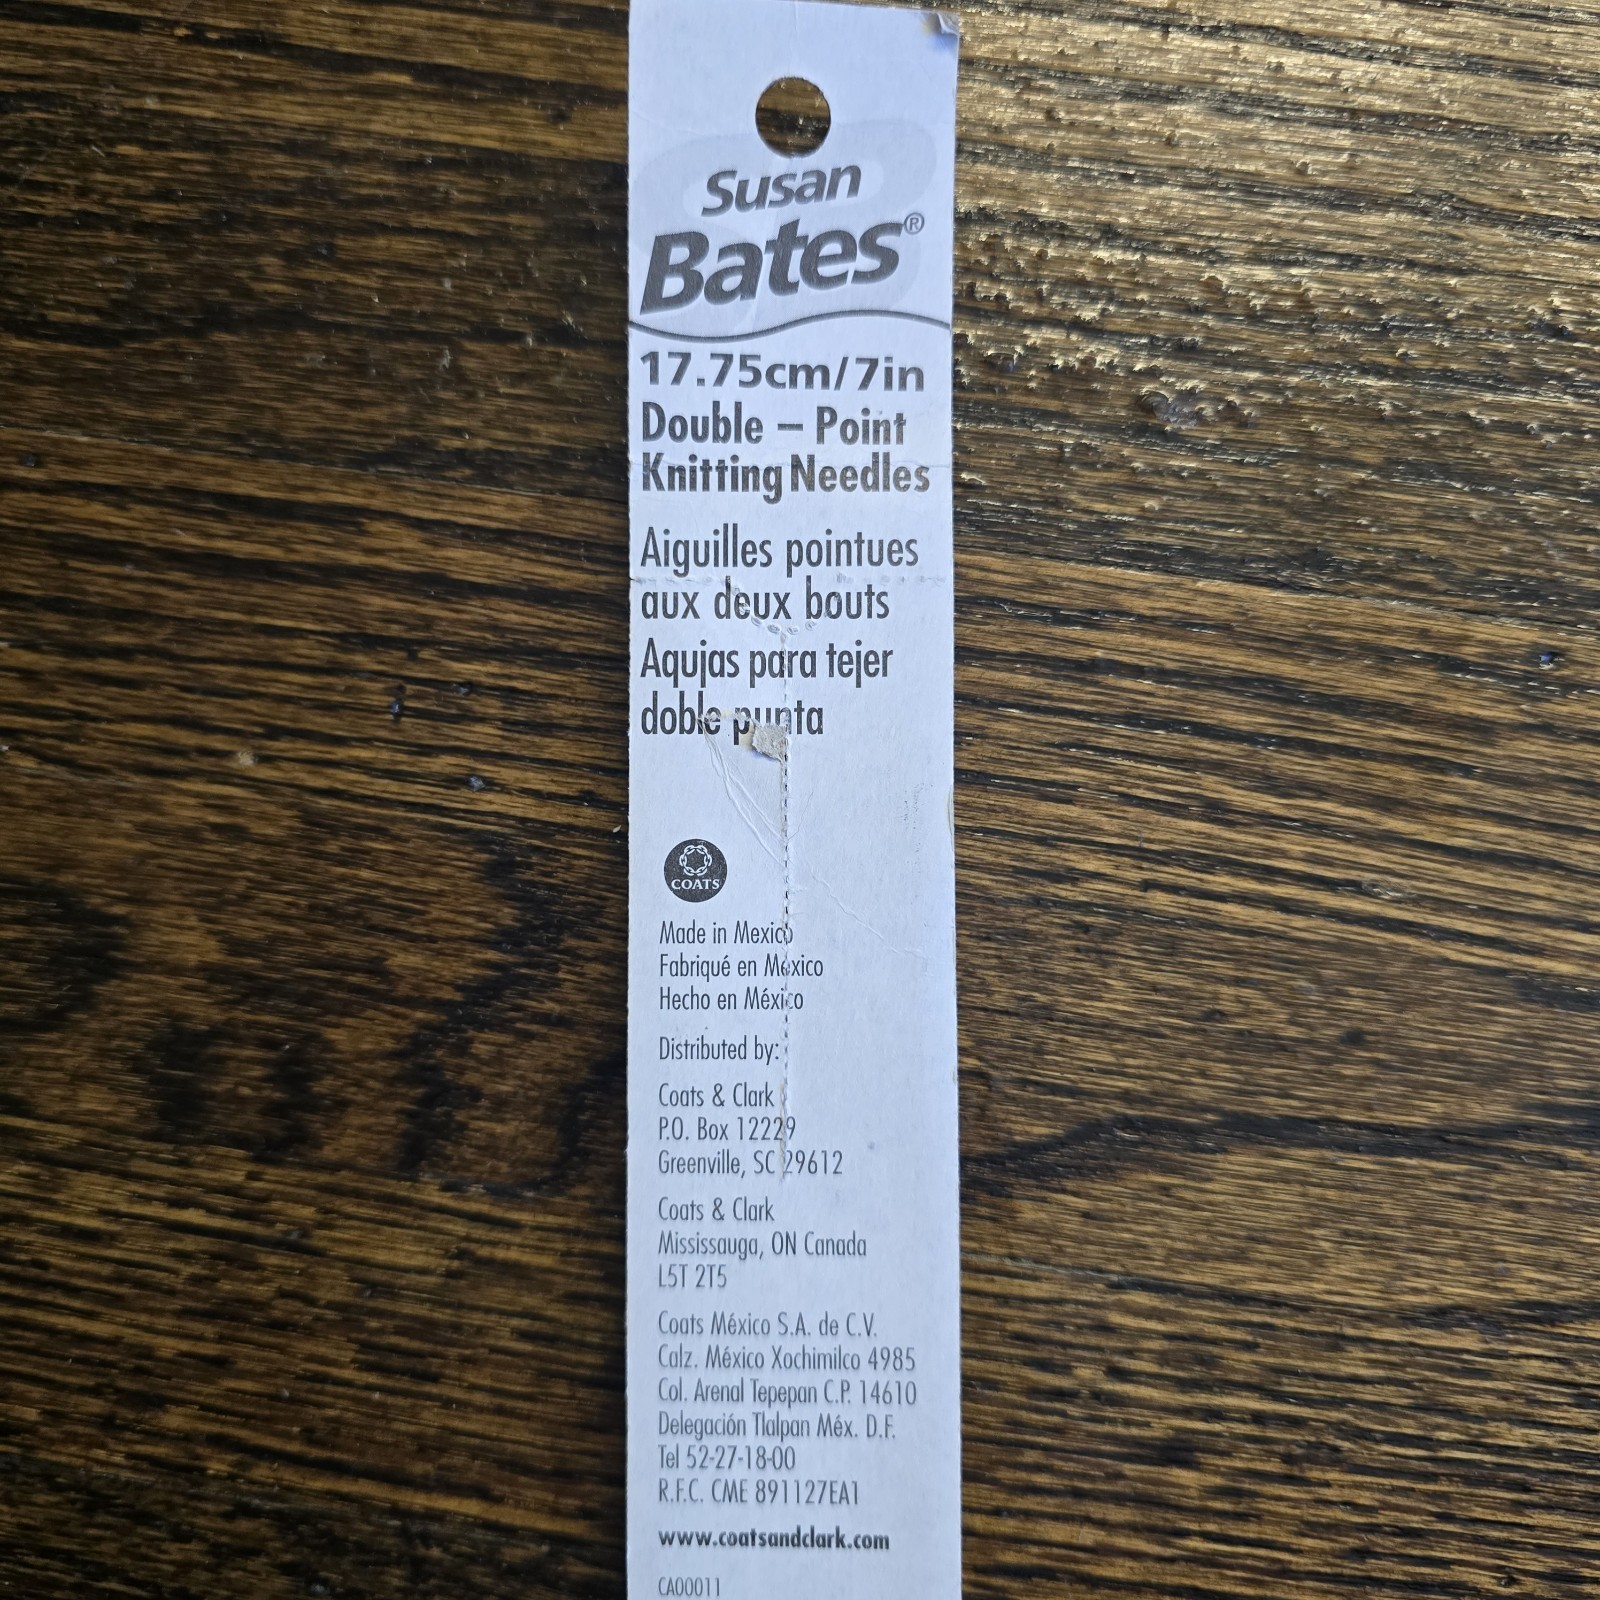 Susan
Bates®
17.75cm/7in
Double – Point
Knitting Needles
Aiguilles pointues
aux deux bouts
Aqujas para tejer
doble punta
COATS
Made in Mexico
Fabriqué en Mexico
Hecho en México
Distributed by:
Coats & Clark
P.O. Box 12229
Greenville, SC 29612
Coats & Clark
Mississauga, ON Canada
L5T 2T5
Coats México S.A. de C.V.
Calz. México Xochimilco 4985
Col. Arenal Tepepan C.P. 14610
Delegación Tlalpan Méx. D.F.
Tel 52-27-18-00
R.F.C. CME 891127EA1
www.coatsandclark.com
CA00011